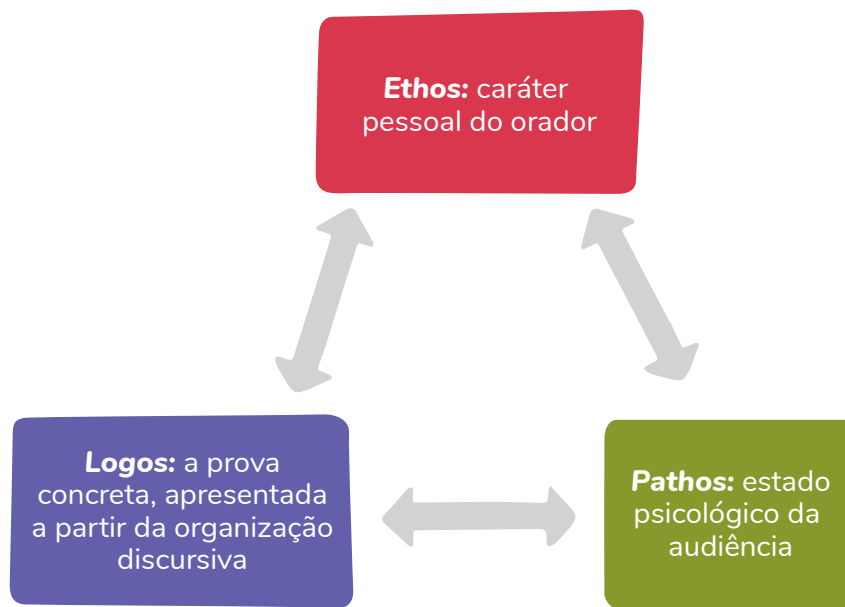 Ethos: caráter
pessoal do orador
Logos: a prova
concreta, apresentada
a partir da organização
discursiva
Pathos: estado
psicológico da
audiência